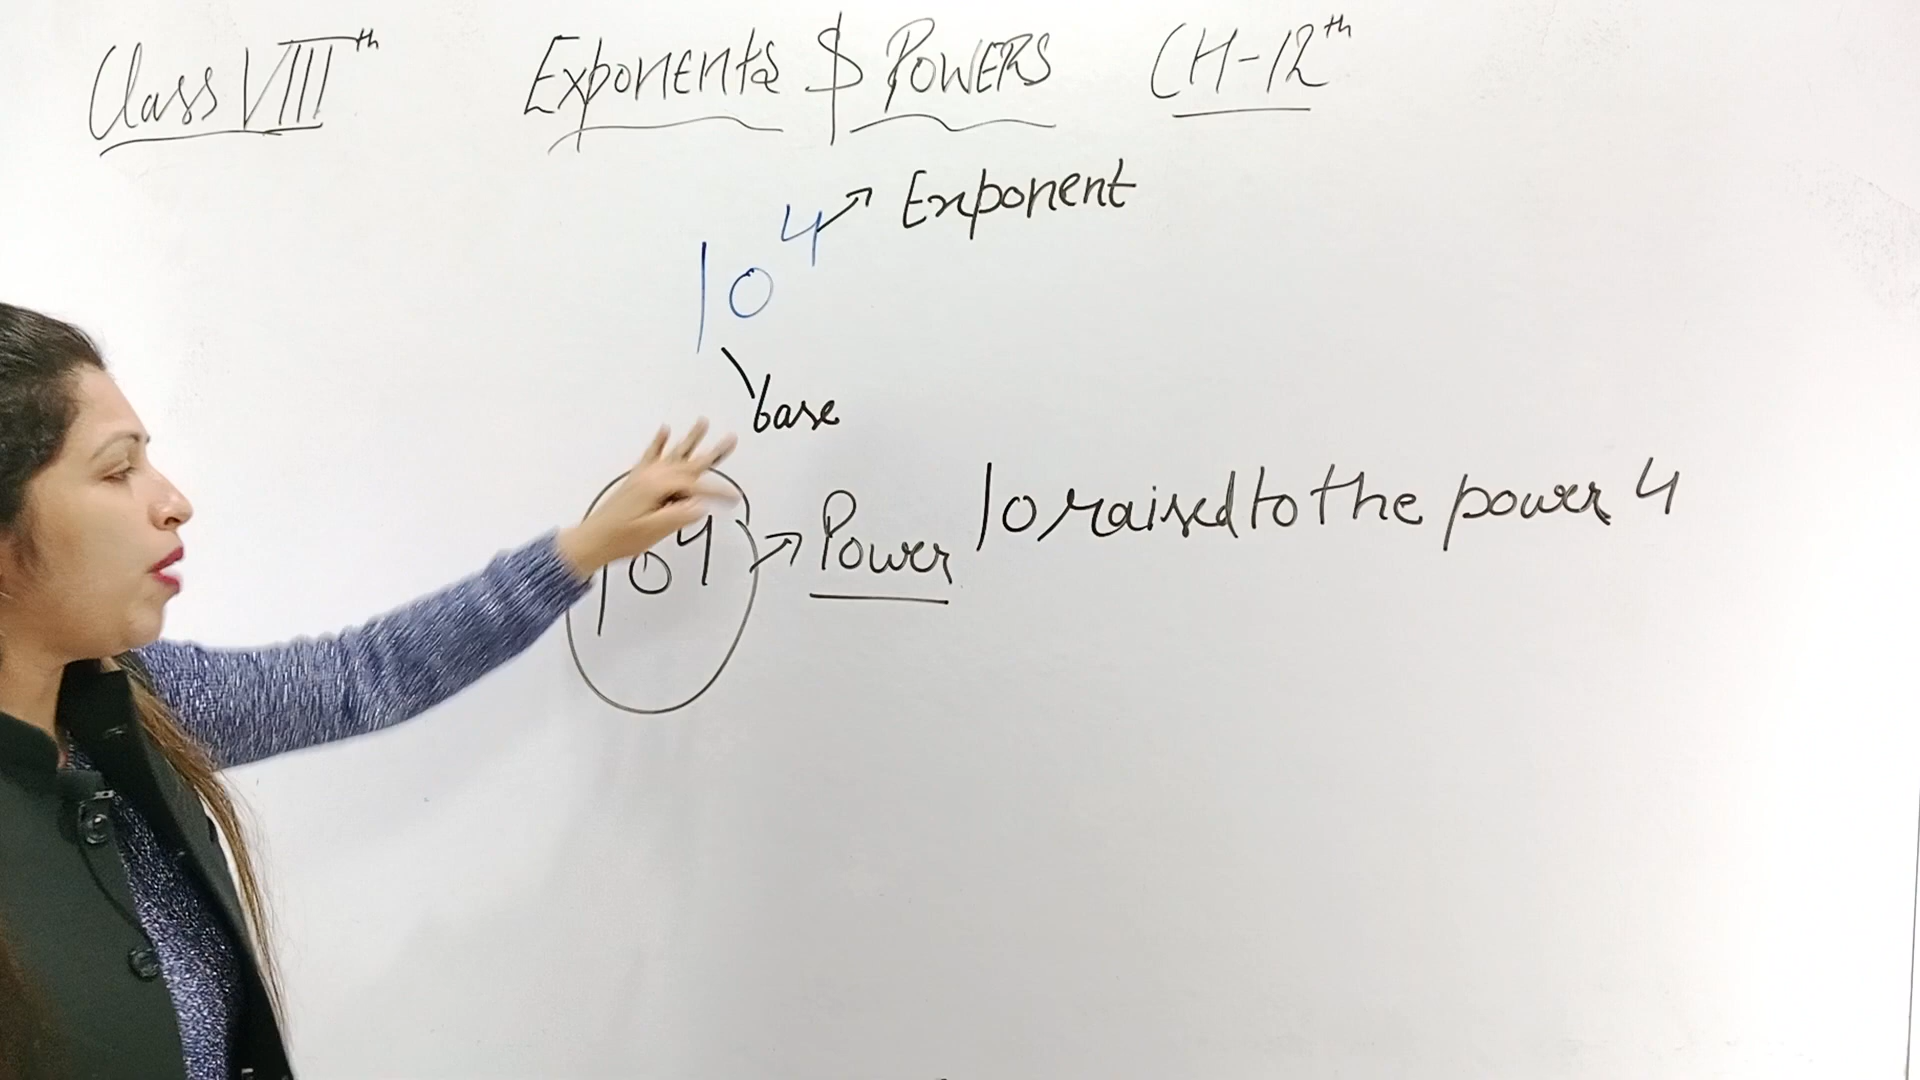 Class VIIIth Exponents & POWERS CH-12th
10⁴ → Exponent
base
10⁴ → Power 10 raised to the power 4